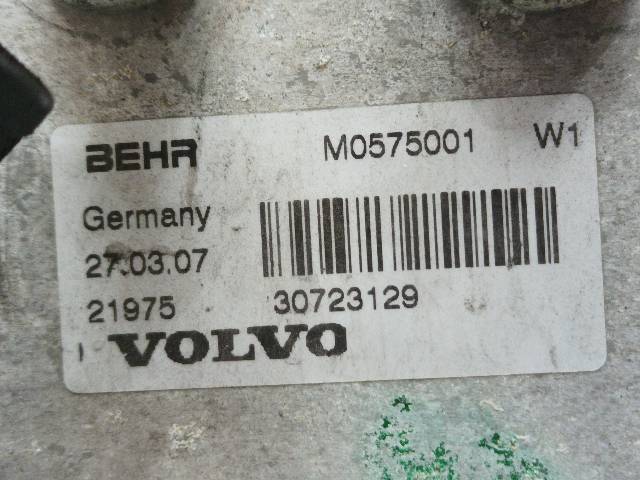 BEHR M0575001 W1
Germany
27.03.07
21975 30723129
VOLVO